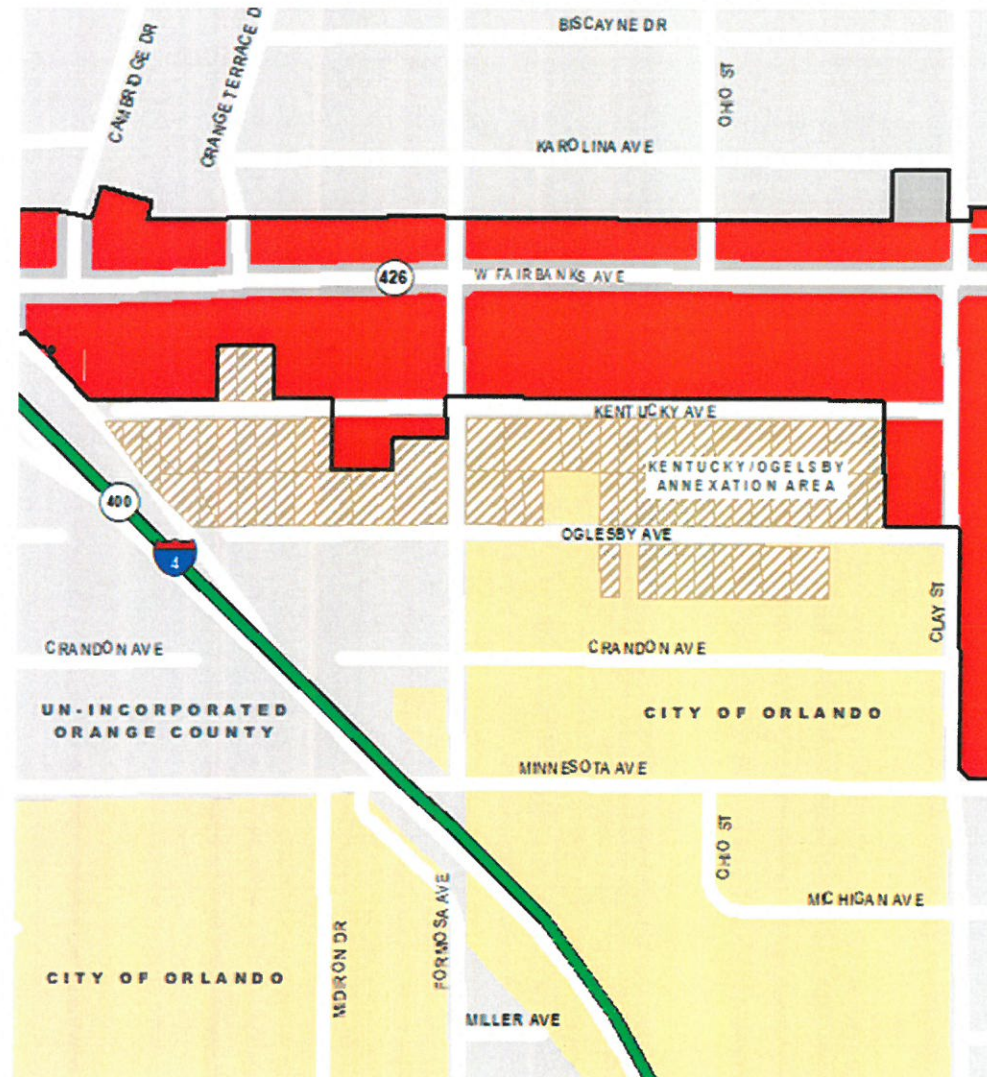 BISCAYNE DR
CAMBRIDGE DR
ORANGE TERRACE D
OHIO ST
KAROLINA AVE
426
W FAIRBANKS AVE
KENTUCKY AVE
KENTUCKY/OGELSBY
ANNEXATION AREA
400
4
OGLESBY AVE
CLAY ST
CRANDON AVE
CRANDON AVE
UN-INCORPORATED
ORANGE COUNTY
CITY OF ORLANDO
MINNESOTA AVE
OHIO ST
MICHIGAN AVE
FORMOSA AVE
MDIRON DR
CITY OF ORLANDO
MILLER AVE